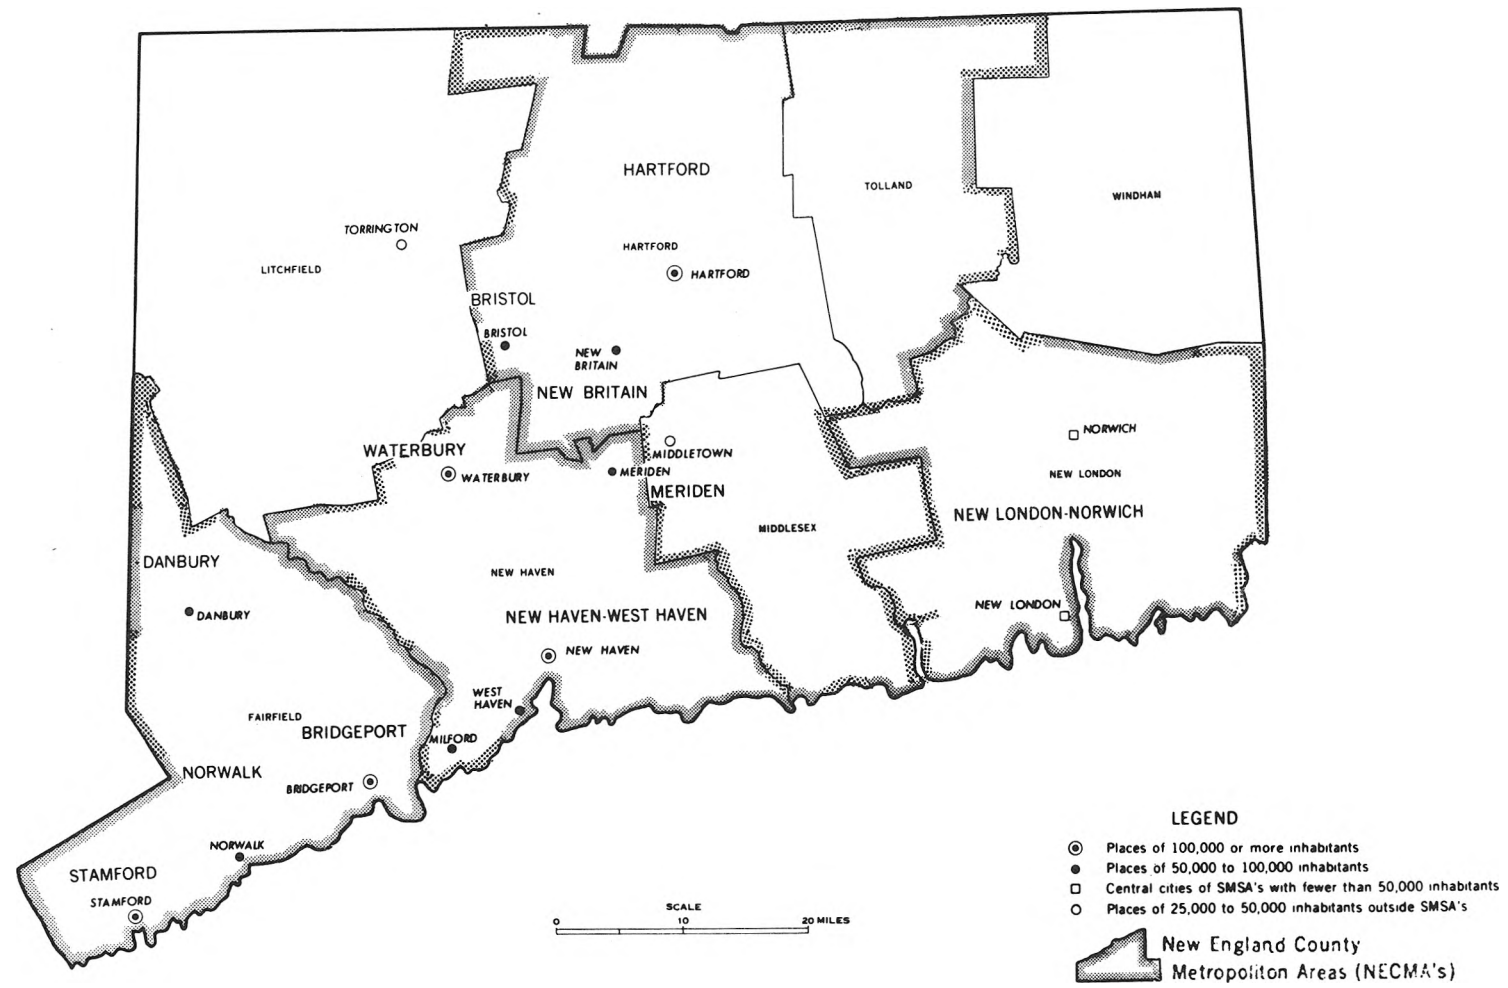 HARTFORD
TOLLAND
WINDHAM
TORRINGTON
HARTFORD
LITCHFIELD
HARTFORD
BRISTOL
BRISTOL
NEW
BRITAIN
NEW BRITAIN
NORWICH
WATERBURY
MIDDLETOWN
WATERBURY
MERIDEN
NEW LONDON
MERIDEN
NEW LONDON-NORWICH
MIDDLESEX
DANBURY
NEW HAVEN
NEW LONDON
DANBURY
NEW HAVEN-WEST HAVEN
NEW HAVEN
WEST
HAVEN
FAIRFIELD
BRIDGEPORT
MILFORD
NORWALK
BRIDGEPORT
NORWALK
STAMFORD
STAMFORD
SCALE
0 10 20 MILES
LEGEND
Places of 100,000 or more inhabitants
Places of 50,000 to 100,000 inhabitants
Central cities of SMSA's with fewer than 50,000 inhabitants
Places of 25,000 to 50,000 inhabitants outside SMSA's
New England County
Metropoliton Areas (NECMA's)